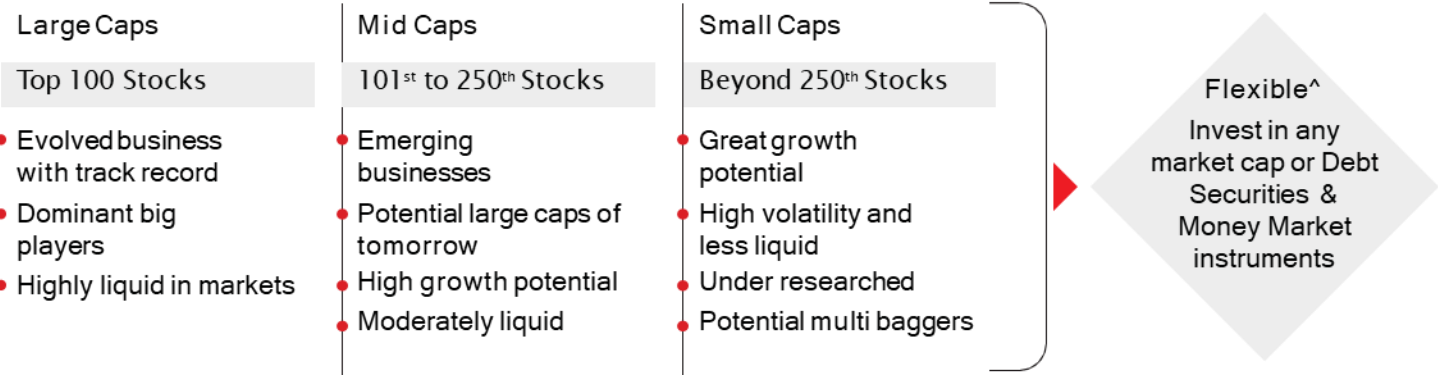 Large Caps
Top 100 Stocks
Evolved business
with track record
Dominant big
players
Highly liquid in markets
Mid Caps
101st to 250th Stocks
Emerging
businesses
Potential large caps of
tomorrow
High growth potential
Moderately liquid
Small Caps
Beyond 250th Stocks
Great growth
potential
High volatility and
less liquid
Under researched
Potential multi baggers
Flexible^
Invest in any
market cap or Debt
Securities &
Money Market
instruments